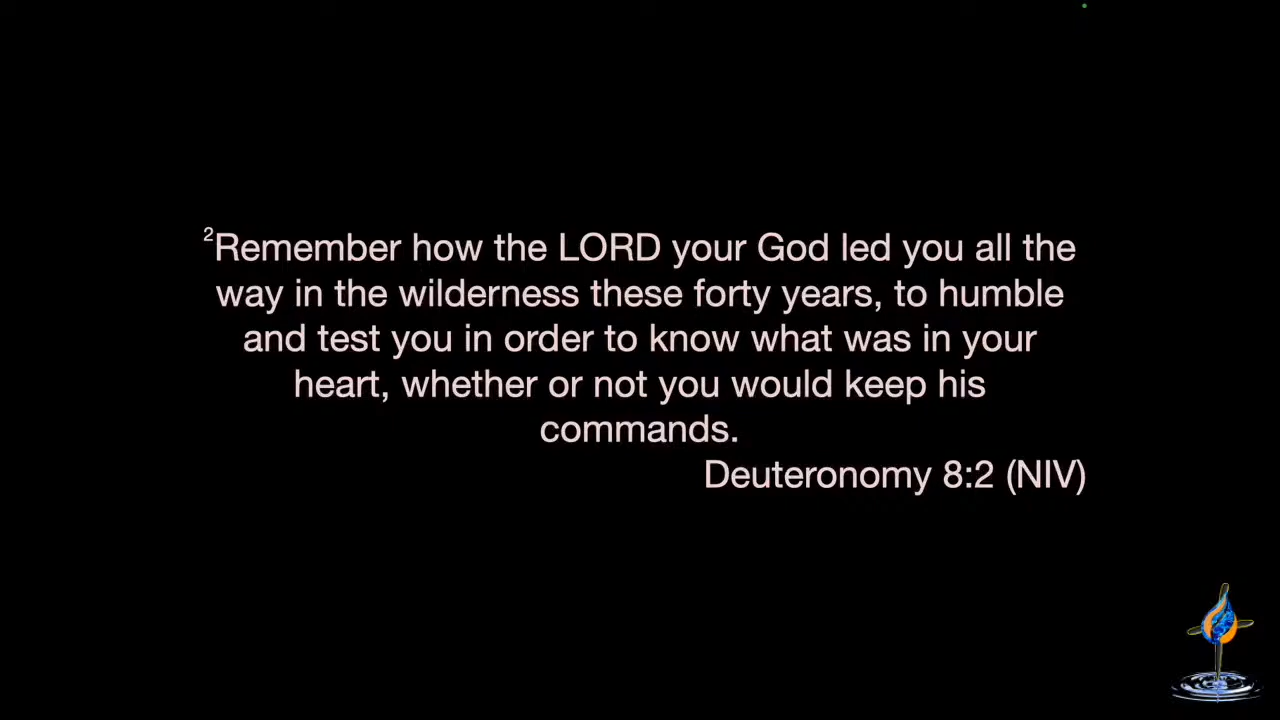 ²Remember how the LORD your God led you all the
way in the wilderness these forty years, to humble
and test you in order to know what was in your
heart, whether or not you would keep his
commands.
Deuteronomy 8:2 (NIV)